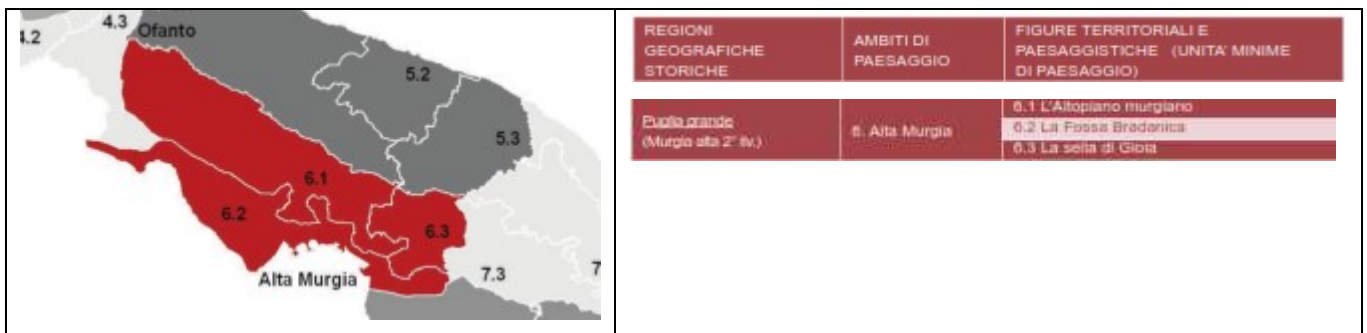 4.2
4.3
Ofanto
5.2
5.3
6.1
6.2
6.3
7.3
7
Alta Murgia
REGIONI
GEOGRAFICHE
STORICHE
AMBITI DI
PAESAGGIO
FIGURE TERRITORIALI E
PAESAGGISTICHE (UNITA' MINIME
DI PAESAGGIO)
Puglia grande
(Murgia alta 2° liv.)
6. Alta Murgia
6.1 L'Altopiano murgiano
6.2 La Fossa Bradanica
6.3 La sella di Gioia